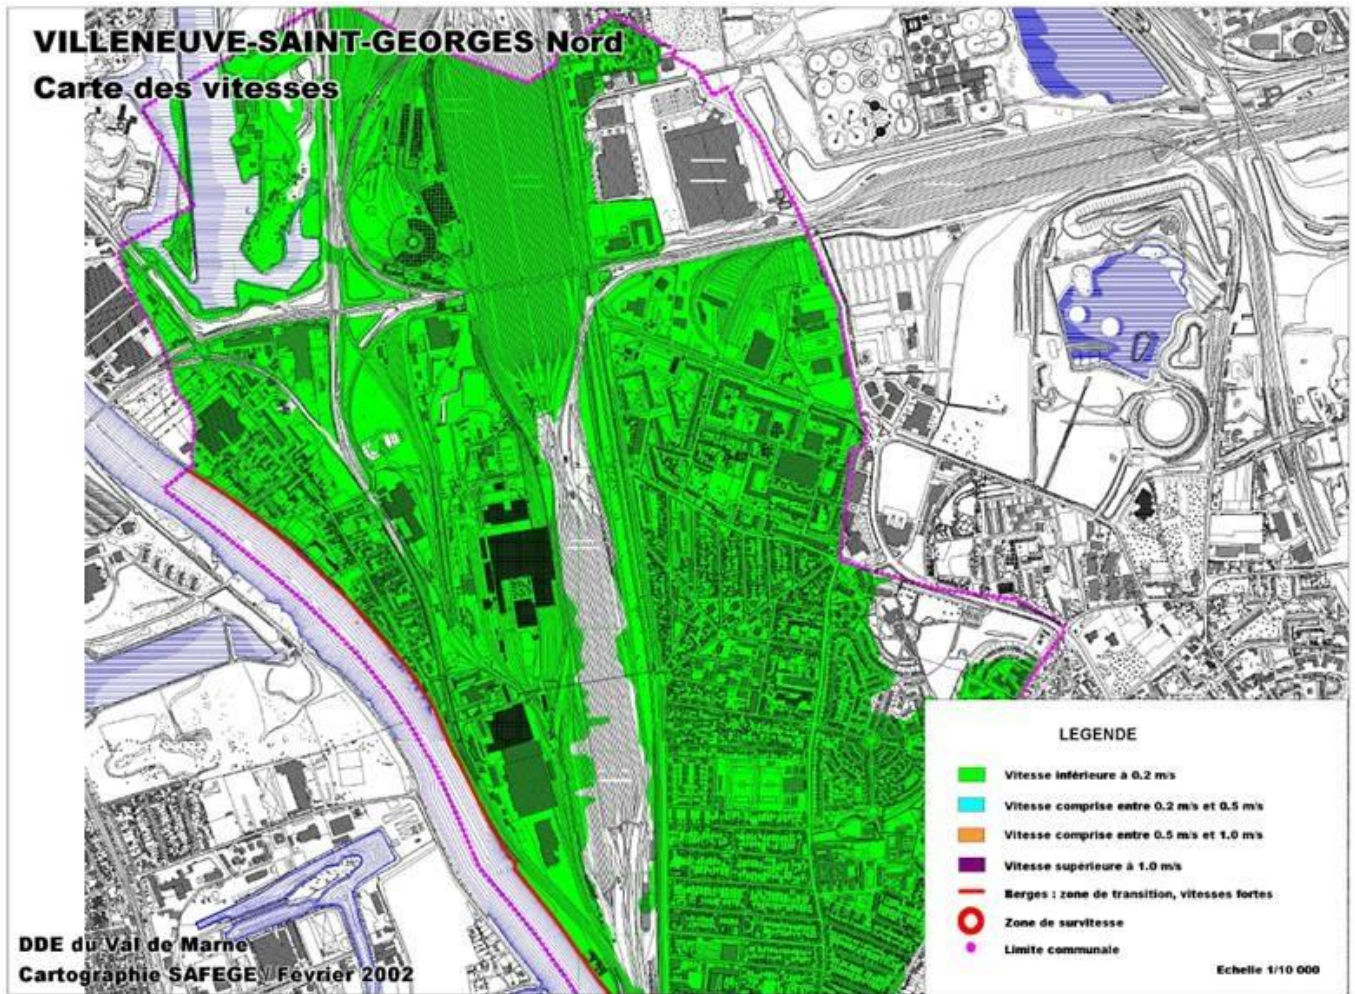 VILLENEUVE-SAINT-GEORGES Nord
Carte des vitesses
LEGENDE
Vitesse inférieure à 0.2 m/s
Vitesse comprise entre 0.2 m/s et 0.5 m/s
Vitesse comprise entre 0.5 m/s et 1.0 m/s
Vitesse supérieure à 1.0 m/s
Berges : zone de transition, vitesses fortes
Zone de survitesse
Limite communale
Echelle 1/10 000
DDE du Val de Marne
Cartographie SAFEGE / Février 2002